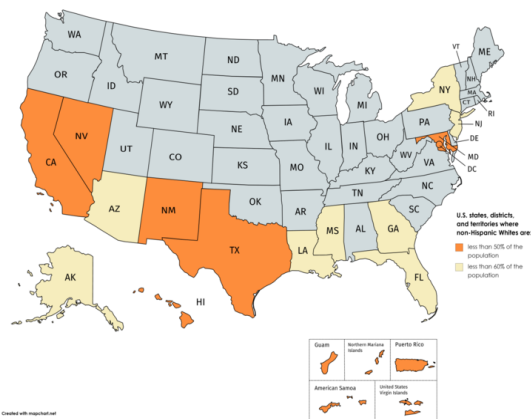 WA
OR
CA
NV
ID
MT
WY
UT
CO
AZ
NM
ND
SD
NE
KS
OK
TX
MN
IA
MO
AR
LA
WI
IL
MI
IN
OH
KY
TN
MS
AL
GA
FL
SC
NC
VA
WV
PA
NY
VT
NH
ME
MA
CT
RI
NJ
DE
MD
DC
AK
HI
U.S. states, districts,
and territories where
non-Hispanic Whites are:
less than 50% of the
population
less than 60% of the
population
Guam
Northern Mariana
Islands
Puerto Rico
American Samoa
United States
Virgin Islands
Created with mapchart.net